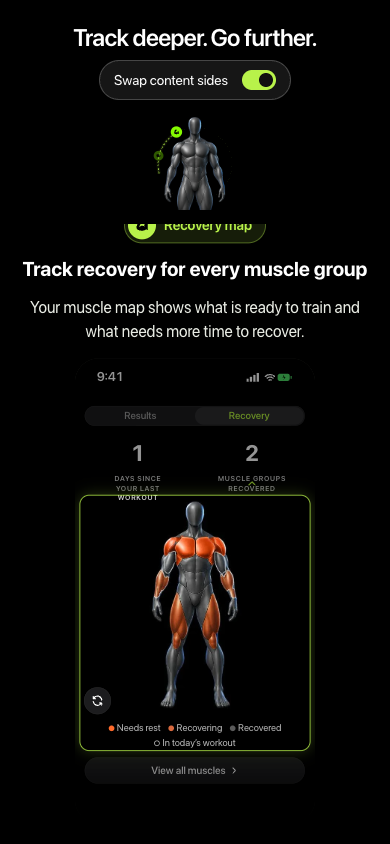 Track deeper. Go further.
Swap content sides
Recovery map
Track recovery for every muscle group
Your muscle map shows what is ready to train and
what needs more time to recover.
9:41
Results
Recovery
1
2
DAYS SINCE
YOUR LAST
WORKOUT
MUSCLE GROUPS
RECOVERED
Needs rest
Recovering
Recovered
In today's workout
View all muscles